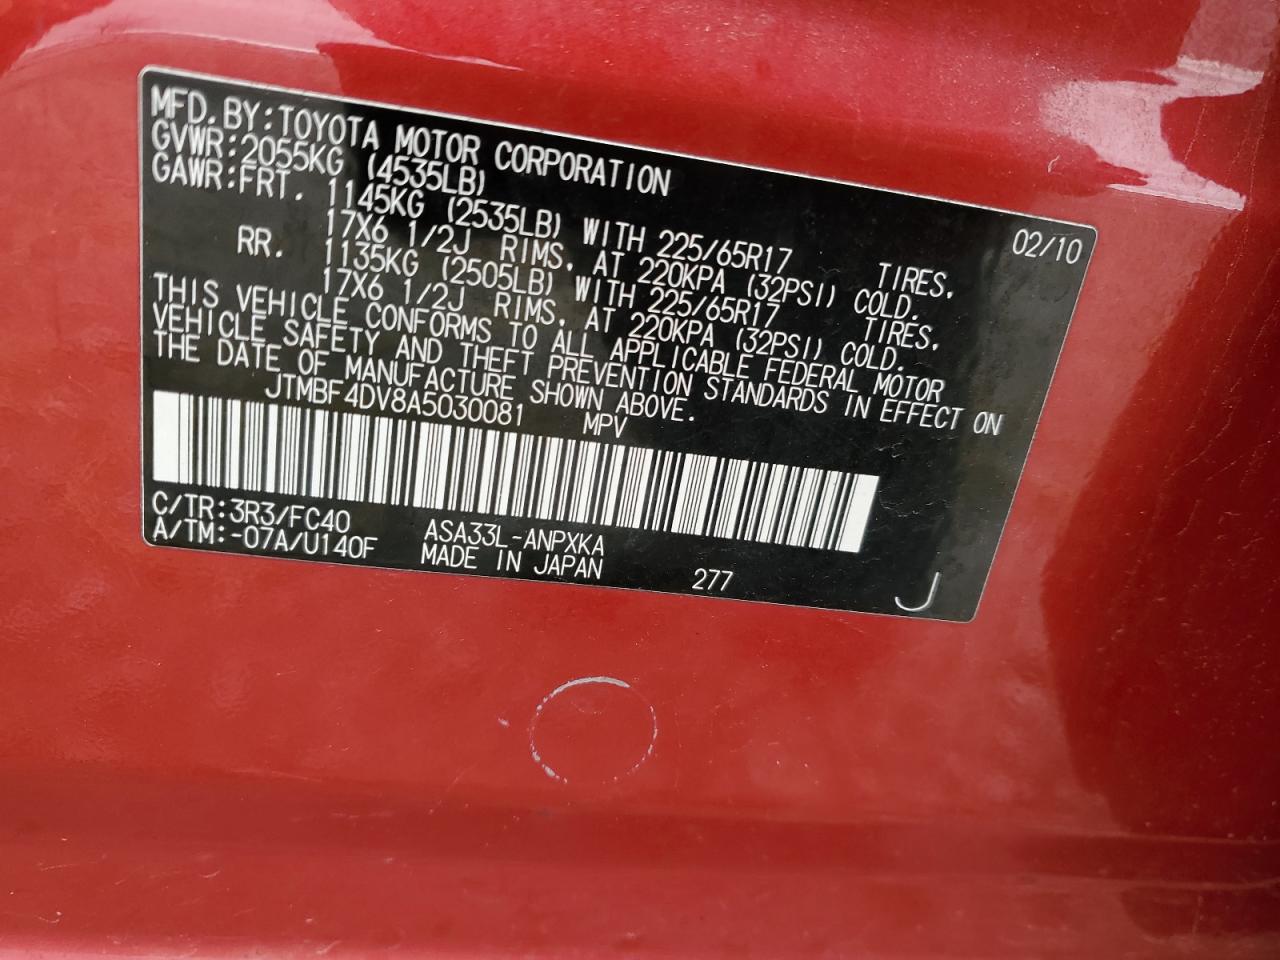 MFD.BY:TOYOTA MOTOR CORPORATION 02/10
GVWR:2055KG (4535LB)
GAWR:FRT. 1145KG (2535LB) WITH 225/65R17 TIRES,
17X6 1/2J RIMS, AT 220KPA (32PSI) COLD.
RR. 1135KG (2505LB) WITH 225/65R17 TIRES,
17X6 1/2J RIMS, AT 220KPA (32PSI) COLD.
THIS VEHICLE CONFORMS TO ALL APPLICABLE FEDERAL MOTOR
VEHICLE SAFETY AND THEFT PREVENTION STANDARDS IN EFFECT ON
THE DATE OF MANUFACTURE SHOWN ABOVE.
JTMBF4DV8A5030081 MPV
C/TR:3R3/FC40 ASA33L-ANPXKA
A/TM:-07A/U140F MADE IN JAPAN 277 J